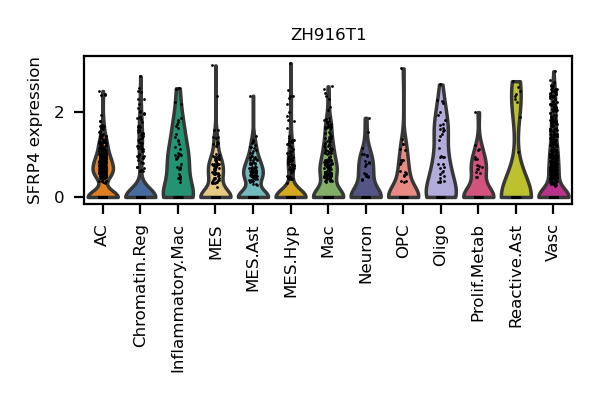 ZH916T1
SFRP4 expression
2
0
AC
Chromatin.Reg
Inflammatory.Mac
MES
MES.Ast
MES.Hyp
Mac
Neuron
OPC
Oligo
Prolif.Metab
Reactive.Ast
Vasc